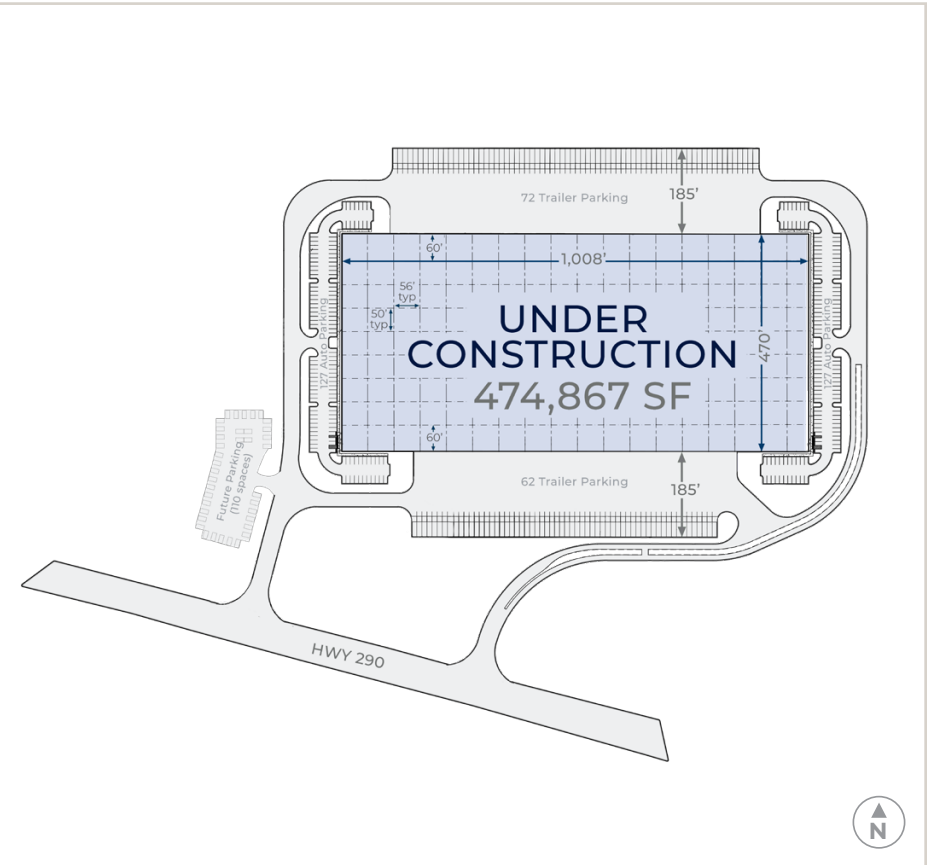 72 Trailer Parking
185'
60'
1,008'
56'
typ
50'
typ
UNDER
CONSTRUCTION
474,867 SF
470'
127 Auto Parking
127 Auto Parking
60'
62 Trailer Parking
185'
Future Parking
(110 spaces)
HWY 290
N